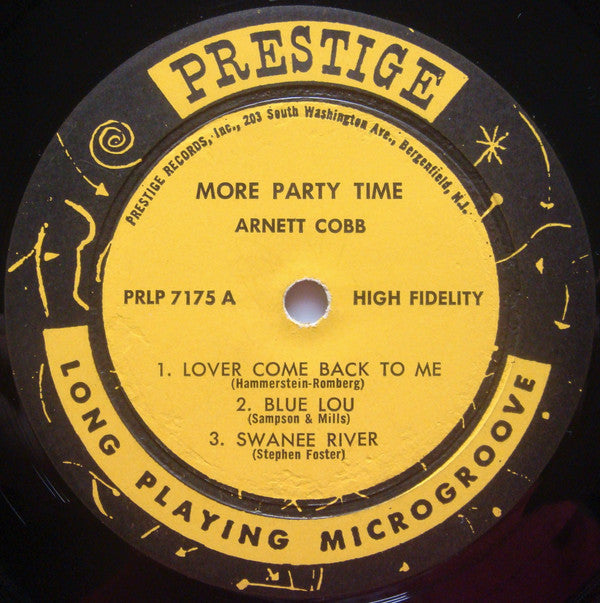 PRESTIGE
PRESTIGE RECORDS, Inc., 203 South Washington Ave., Bergenfield, N.J.
MORE PARTY TIME
ARNETT COBB
PRLP 7175 A HIGH FIDELITY
1. LOVER COME BACK TO ME
(Hammerstein-Romberg)
2. BLUE LOU
(Sampson & Mills)
3. SWANEE RIVER
(Stephen Foster)
LONG PLAYING MICROGROOVE